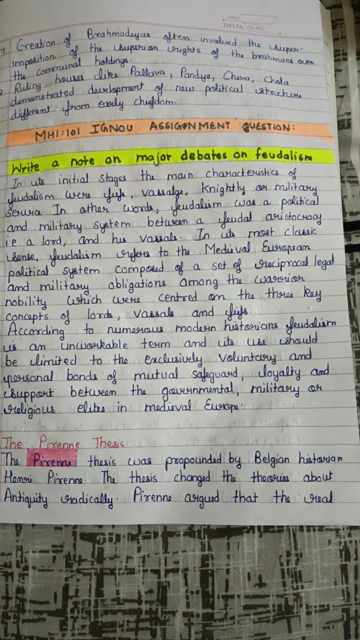 Creation of Brahmadeyas often involved the super-
imposition of the superior rights of the brahmans over
the communal holdings.
Ruling houses like Pallava, Pandya, Chera, Chola
demonstrated development of new political structure
different from early chiefdom.
MHI:101 IGNOU ASSIGNMENT QUESTION:
Write a note on major debates on feudalism
In its initial stages the main characteristics of
feudalism were fiefs, vassalage, Knightly or military
service In other words, feudalism was a political
and military system between a feudal aristocracy
i.e a lord, and his vassals. In its most classic
sense, feudalism refers to the Medieval European
political system composed of a set of reciprocal legal
and military obligations among the warrior
nobility which were centred on the three key
concepts of lords, vassals and fiefs.
According to numerous modern historians feudalism
is an unworkable term and its use should
be limited to the exclusively voluntary and
personal bonds of mutual safeguard, loyalty and
support between the governmental, military or
religious elites in medieval Europe.
The Pirenne Thesis:
The Pirenne thesis was propounded by Belgian historian
Henri Pirenne. The thesis changed the theories about
Antiquity radically. Pirenne argued that the real